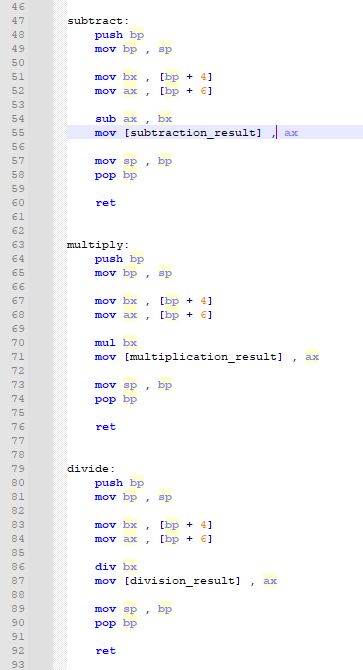 46
47 subtract:
48 push bp
49 mov bp , sp
50
51 mov bx , [bp + 4]
52 mov ax , [bp + 6]
53
54 sub ax , bx
55 mov [subtraction_result] , ax
56
57 mov sp , bp
58 pop bp
59
60 ret
61
62
63 multiply:
64 push bp
65 mov bp , sp
66
67 mov bx , [bp + 4]
68 mov ax , [bp + 6]
69
70 mul bx
71 mov [multiplication_result] , ax
72
73 mov sp , bp
74 pop bp
75
76 ret
77
78
79 divide:
80 push bp
81 mov bp , sp
82
83 mov bx , [bp + 4]
84 mov ax , [bp + 6]
85
86 div bx
87 mov [division_result] , ax
88
89 mov sp , bp
90 pop bp
91
92 ret
93